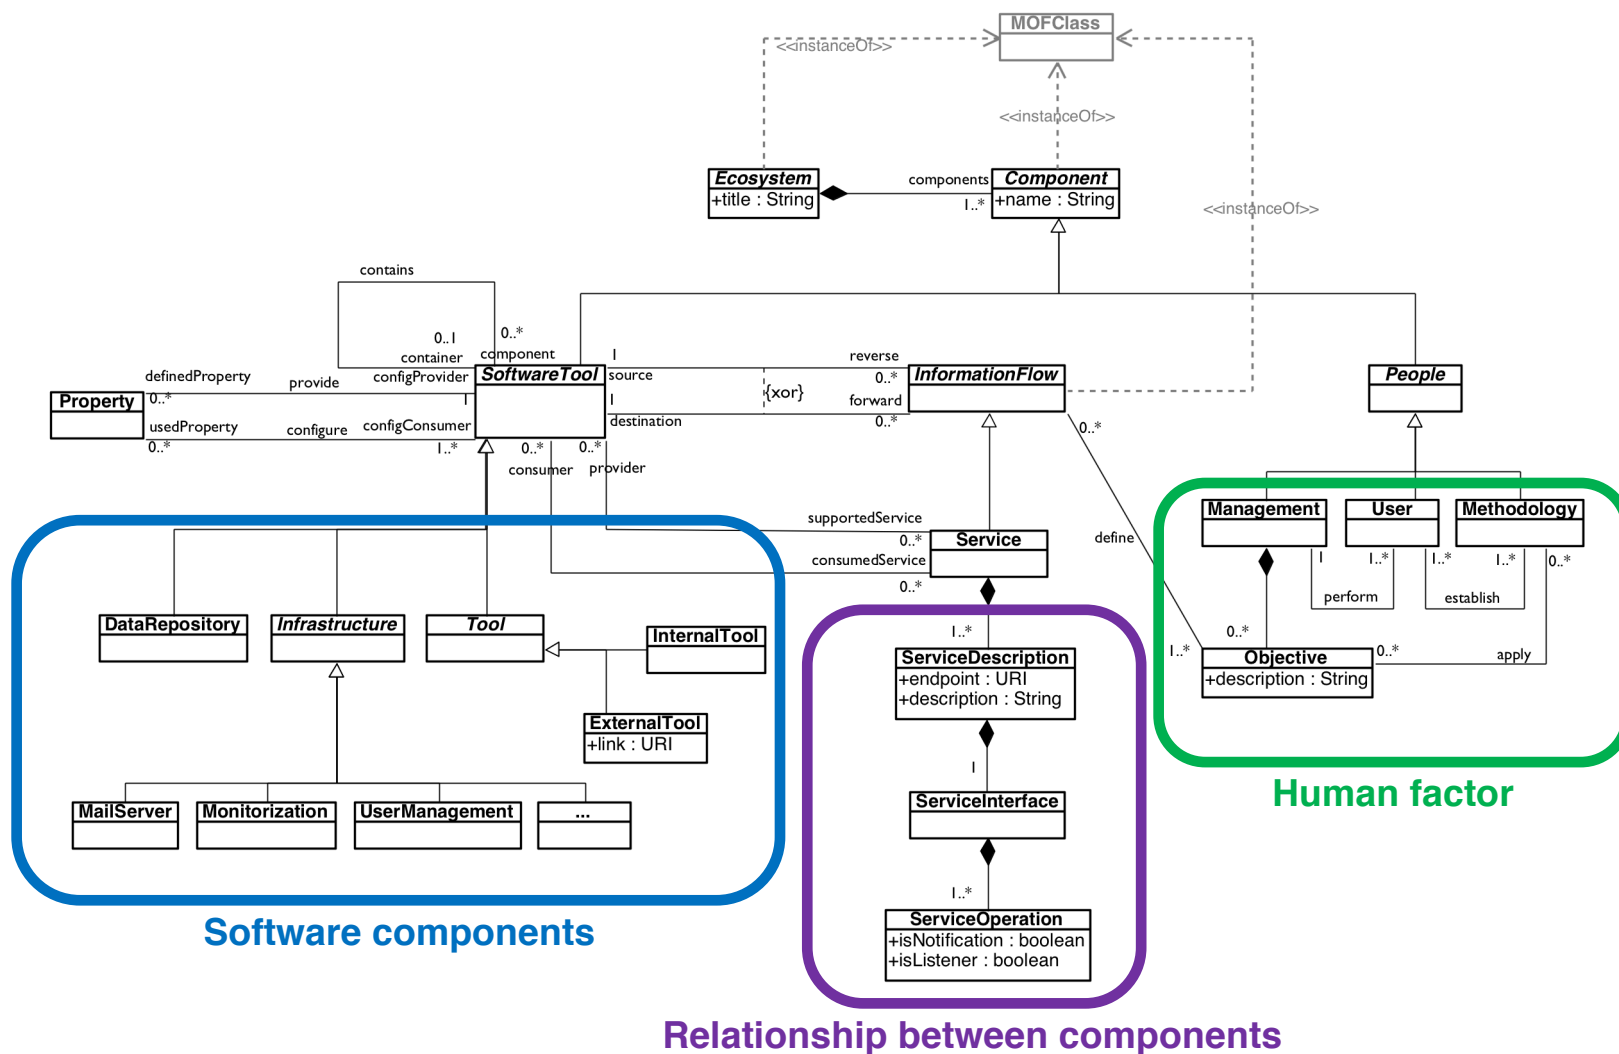 MOFClass
<<instanceOf>>
<<instanceOf>>
<<instanceOf>>
Ecosystem
+title : String
components
1..*
Component
+name : String
contains
0..1
0..*
container
component
configProvider
definedProperty
provide
0..*
1
Property
usedProperty
configure
configConsumer
0..*
1..*
SoftwareTool
1
source
reverse
0..*
{xor}
1
destination
forward
0..*
InformationFlow
People
0..*
consumer
0..*
provider
0..*
supportedService
0..*
consumedService
0..*
Service
define
1..*
Management
User
Methodology
1
1..*
perform
1..*
1..*
establish
0..*
0..*
0..*
apply
Objective
+description : String
Human factor
DataRepository
Infrastructure
Tool
InternalTool
ExternalTool
+link : URI
MailServer
Monitorization
UserManagement
...
Software components
1..*
ServiceDescription
+endpoint : URI
+description : String
1
ServiceInterface
1..*
ServiceOperation
+isNotification : boolean
+isListener : boolean
Relationship between components